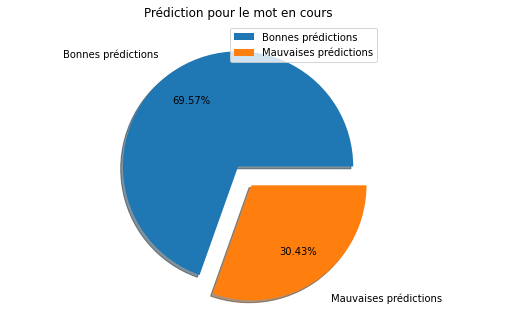 Prédiction pour le mot en cours
Bonnes prédictions
Mauvaises prédictions
Bonnes prédictions
69.57%
30.43%
Mauvaises prédictions